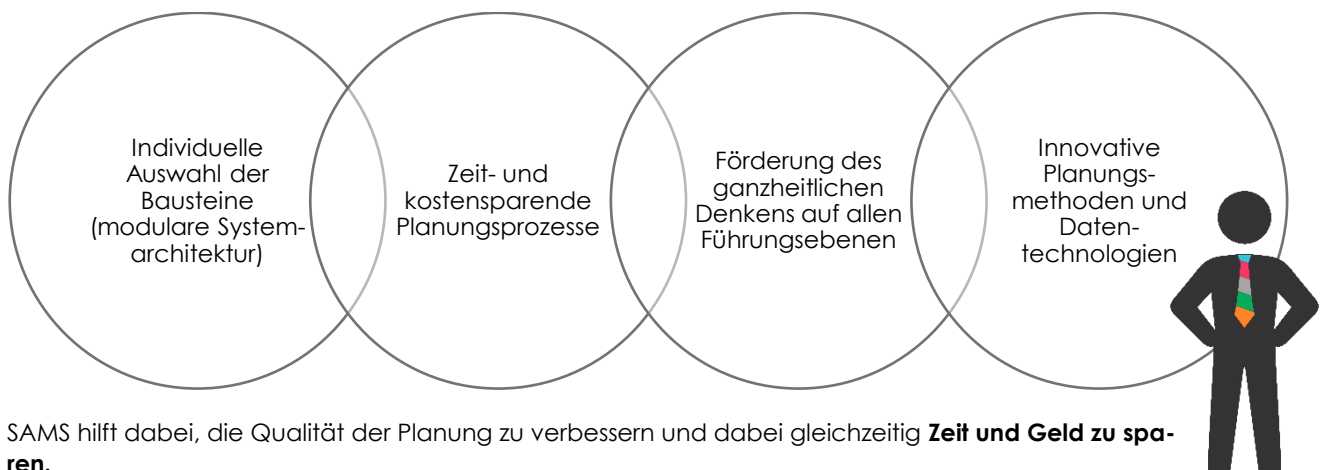 Individuelle
Auswahl der
Bausteine
(modulare System-
architektur)
Zeit- und
kostensparende
Planungsprozesse
Förderung des
ganzheitlichen
Denkens auf allen
Führungsebenen
Innovative
Planungs-
methoden und
Daten-
technologien
SAMS hilft dabei, die Qualität der Planung zu verbessern und dabei gleichzeitig Zeit und Geld zu spa-
ren.